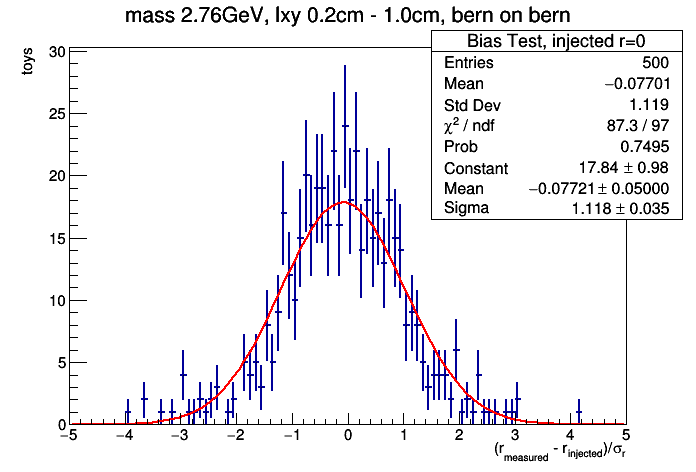 mass 2.76GeV, lxy 0.2cm - 1.0cm, bern on bern
Bias Test, injected r=0
Entries 500
Mean −0.07701
Std Dev 1.119
χ² / ndf 87.3 / 97
Prob 0.7495
Constant 17.84 ± 0.98
Mean −0.07721 ± 0.05000
Sigma 1.118 ± 0.035
toys
30
25
20
15
10
5
0
−5 −4 −3 −2 −1 0 1 2 3 4 5
(r_measured - r_injected)/σ_r